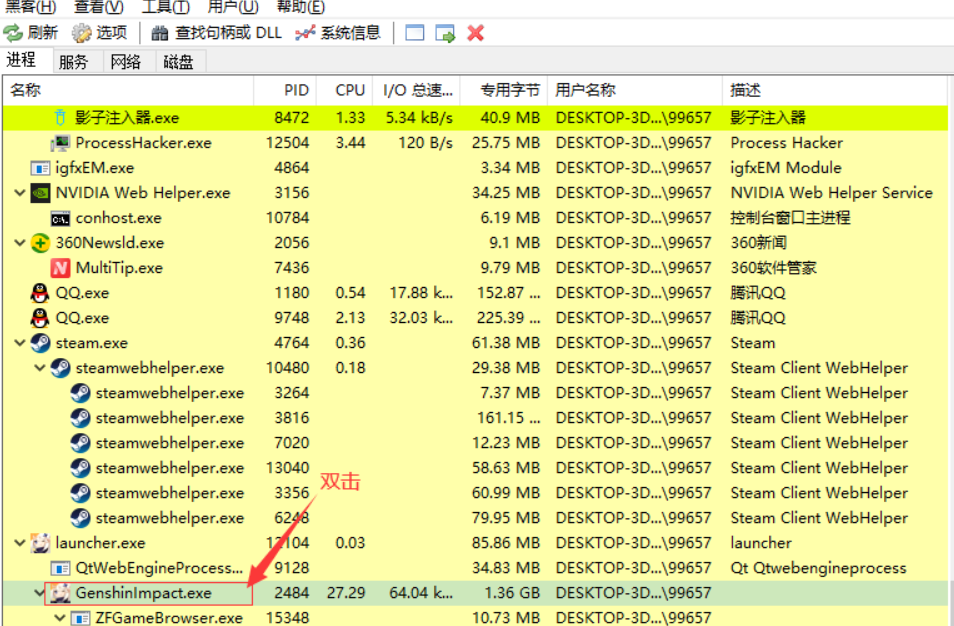 黑客(H) 查看(V) 工具(T) 用户(U) 帮助(E)
刷新 选项 查找句柄或 DLL 系统信息
进程 服务 网络 磁盘
名称 PID CPU I/O 总速... 专用字节 用户名称 描述
影子注入器.exe 8472 1.33 5.34 kB/s 40.9 MB DESKTOP-3D...\99657 影子注入器
ProcessHacker.exe 12504 3.44 120 B/s 25.75 MB DESKTOP-3D...\99657 Process Hacker
igfxEM.exe 4864 3.34 MB DESKTOP-3D...\99657 igfxEM Module
NVIDIA Web Helper.exe 3156 34.25 MB DESKTOP-3D...\99657 NVIDIA Web Helper Service
conhost.exe 10784 6.19 MB DESKTOP-3D...\99657 控制台窗口主进程
360Newsld.exe 2056 9.1 MB DESKTOP-3D...\99657 360新闻
MultiTip.exe 7436 9.79 MB DESKTOP-3D...\99657 360软件管家
QQ.exe 1180 0.54 17.88 k... 152.87 ... DESKTOP-3D...\99657 腾讯QQ
QQ.exe 9748 2.13 32.03 k... 225.39 ... DESKTOP-3D...\99657 腾讯QQ
steam.exe 4764 0.36 61.38 MB DESKTOP-3D...\99657 Steam
steamwebhelper.exe 10480 0.18 29.38 MB DESKTOP-3D...\99657 Steam Client WebHelper
steamwebhelper.exe 3264 7.37 MB DESKTOP-3D...\99657 Steam Client WebHelper
steamwebhelper.exe 3816 161.15 ... DESKTOP-3D...\99657 Steam Client WebHelper
steamwebhelper.exe 7020 12.23 MB DESKTOP-3D...\99657 Steam Client WebHelper
steamwebhelper.exe 13040 58.63 MB DESKTOP-3D...\99657 Steam Client WebHelper
双击
steamwebhelper.exe 3356 60.99 MB DESKTOP-3D...\99657 Steam Client WebHelper
steamwebhelper.exe 6248 79.95 MB DESKTOP-3D...\99657 Steam Client WebHelper
launcher.exe 12104 0.03 85.86 MB DESKTOP-3D...\99657 launcher
QtWebEngineProcess... 9128 34.83 MB DESKTOP-3D...\99657 Qt Qtwebengineprocess
GenshinImpact.exe 2484 27.29 64.04 k... 1.36 GB DESKTOP-3D...\99657
ZFGameBrowser.exe 15348 10.73 MB DESKTOP-3D...\99657